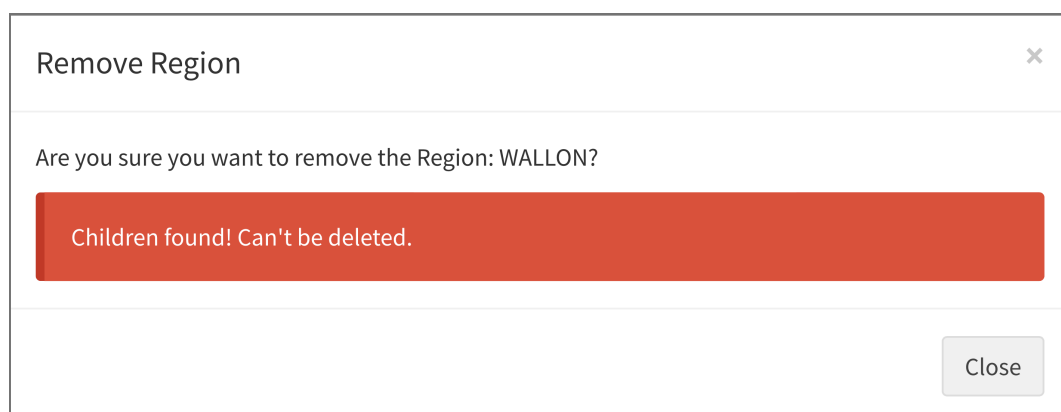 Remove Region
×
Are you sure you want to remove the Region: WALLON?
Children found! Can't be deleted.
Close